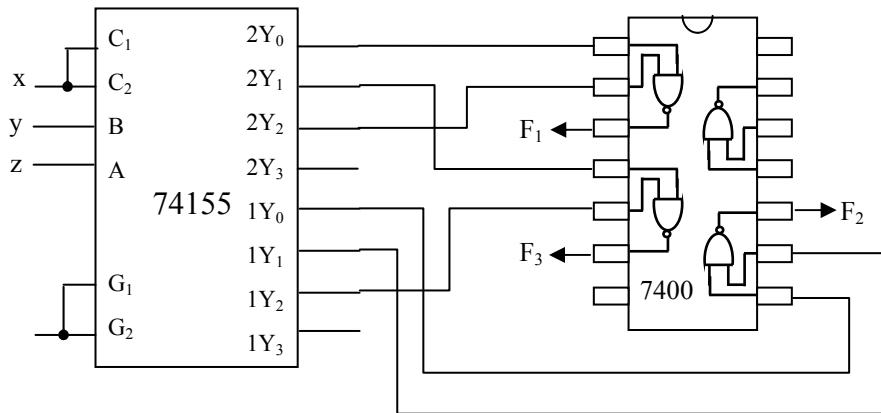 C₁
C₂
B
A
G₁
G₂
x
y
z
74155
2Y₀
2Y₁
2Y₂
2Y₃
1Y₀
1Y₁
1Y₂
1Y₃
F₁
F₃
F₂
7400